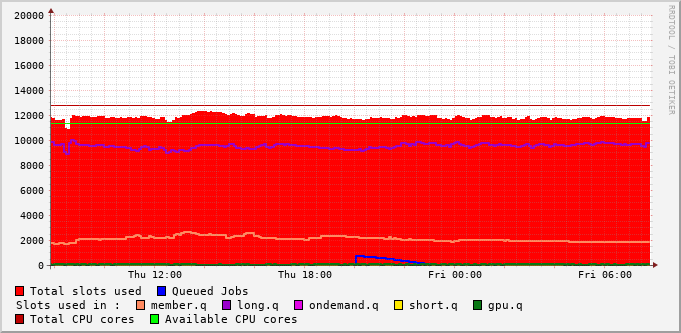 20000
18000
16000
14000
12000
10000
8000
6000
4000
2000
0
Thu 12:00 Thu 18:00 Fri 00:00 Fri 06:00
RRDTOOL / TOBI OETIKER
Total slots used Queued Jobs
Slots used in : member.q long.q ondemand.q short.q gpu.q
Total CPU cores Available CPU cores